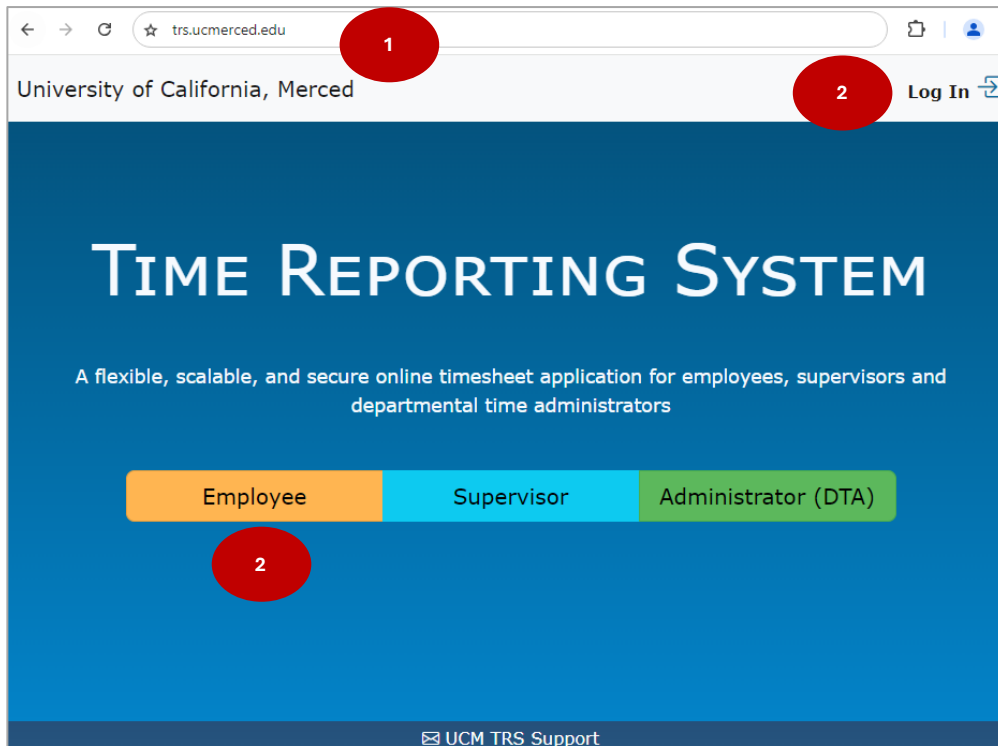 trs.ucmerced.edu
1
University of California, Merced
2
Log In
TIME REPORTING SYSTEM
A flexible, scalable, and secure online timesheet application for employees, supervisors and
departmental time administrators
Employee
Supervisor
Administrator (DTA)
2
UCM TRS Support